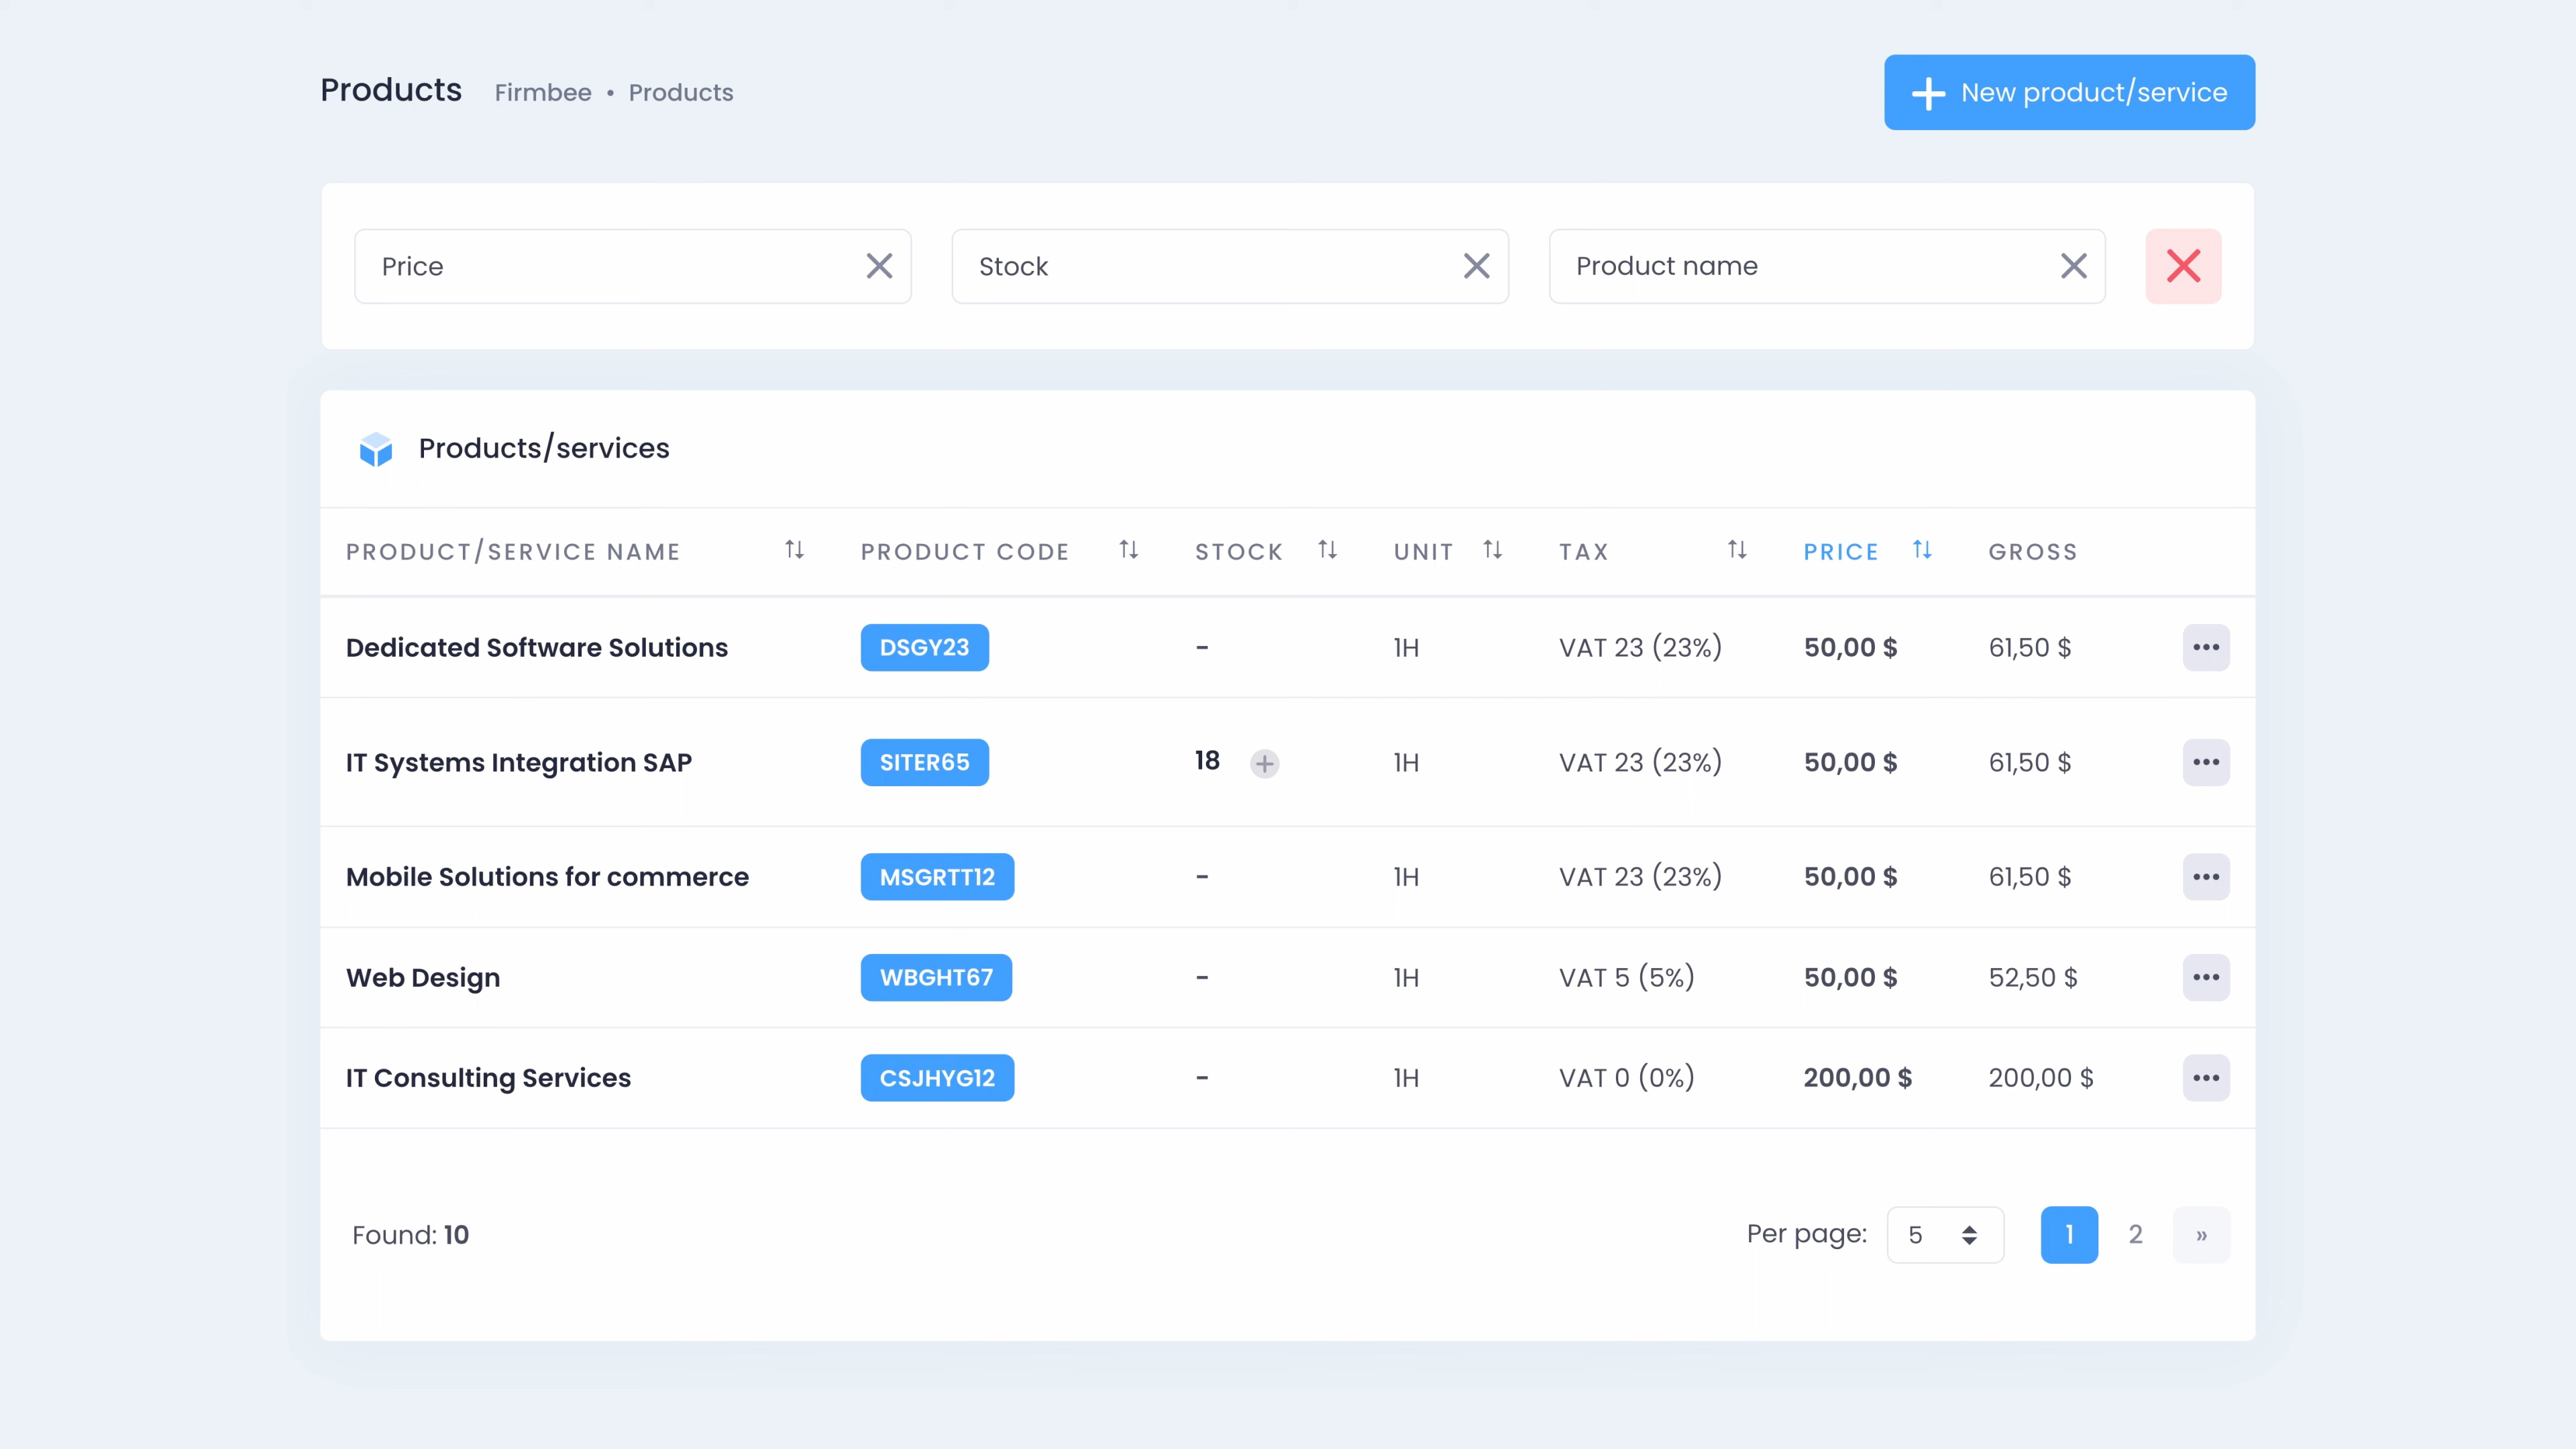 Products Firmbee • Products
New product/service
Price Stock Product name
Products/services
PRODUCT/SERVICE NAME PRODUCT CODE STOCK UNIT TAX PRICE GROSS
Dedicated Software Solutions DSGY23 - 1H VAT 23 (23%) 50,00 $ 61,50 $
IT Systems Integration SAP SITER65 18 1H VAT 23 (23%) 50,00 $ 61,50 $
Mobile Solutions for commerce MSGRTT12 - 1H VAT 23 (23%) 50,00 $ 61,50 $
Web Design WBGHT67 - 1H VAT 5 (5%) 50,00 $ 52,50 $
IT Consulting Services CSJHYG12 - 1H VAT 0 (0%) 200,00 $ 200,00 $
Found: 10 Per page: 5 1 2 »